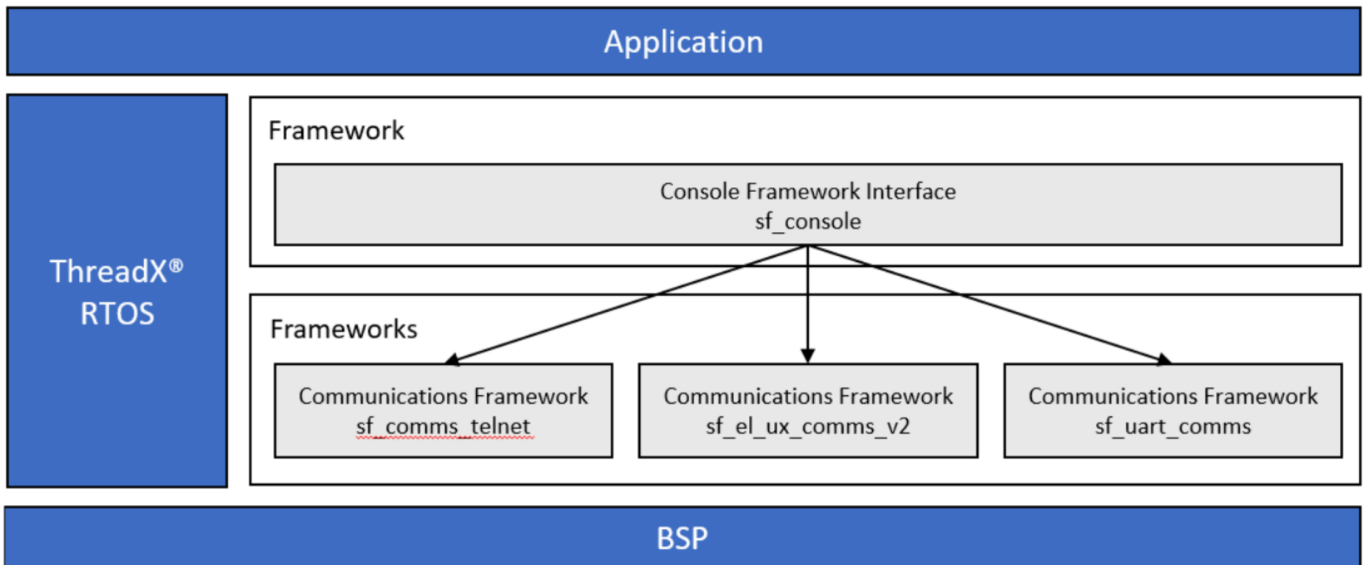 Application
ThreadX®
RTOS
Framework
Console Framework Interface
sf_console
Frameworks
Communications Framework
sf_comms_telnet
Communications Framework
sf_el_ux_comms_v2
Communications Framework
sf_uart_comms
BSP